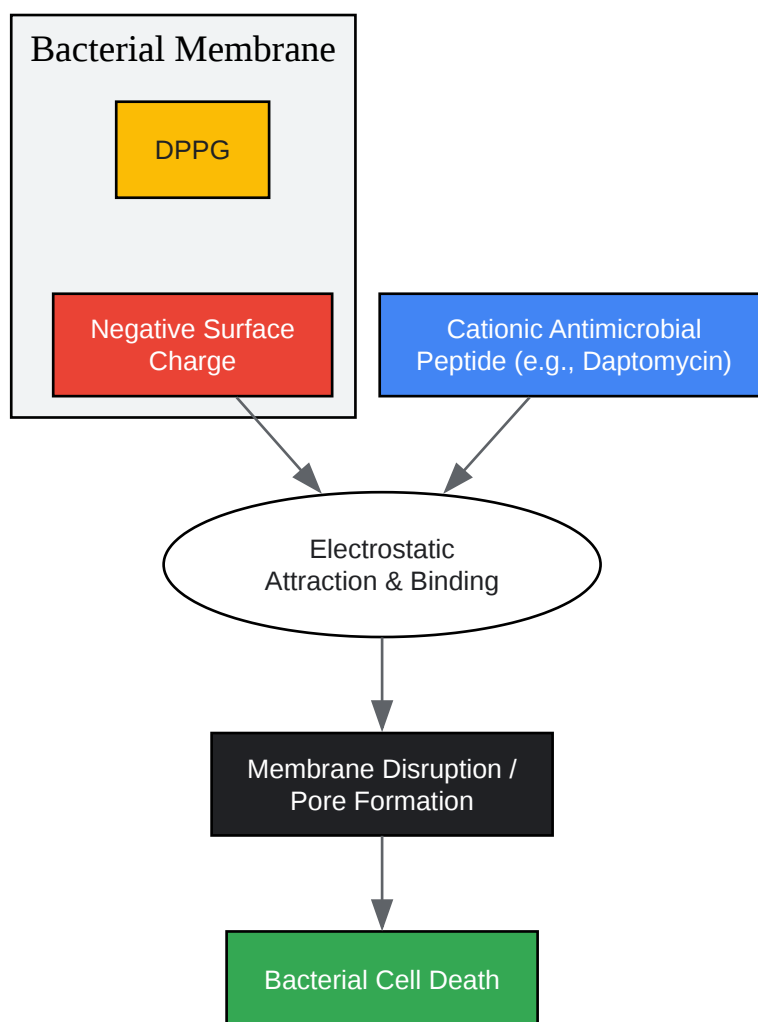 Bacterial Membrane
DPPG
Negative Surface
Charge
Cationic Antimicrobial
Peptide (e.g., Daptomycin)
Electrostatic
Attraction & Binding
Membrane Disruption /
Pore Formation
Bacterial Cell Death